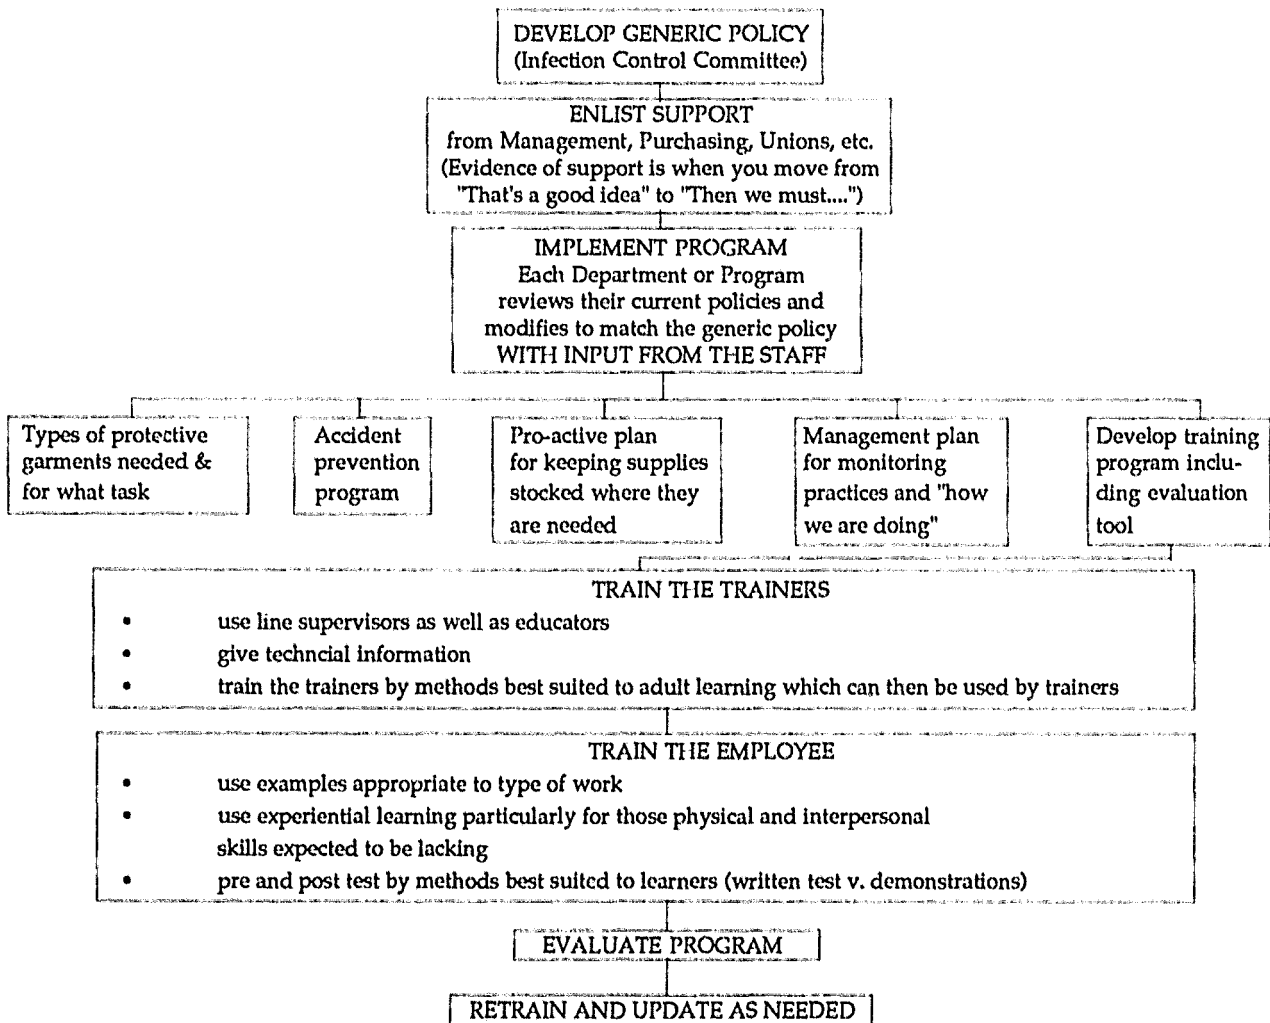 DEVELOP GENERIC POLICY
(Infection Control Committee)
ENLIST SUPPORT
from Management, Purchasing, Unions, etc.
(Evidence of support is when you move from
"That's a good idea" to "Then we must....")
IMPLEMENT PROGRAM
Each Department or Program
reviews their current policies and
modifies to match the generic policy
WITH INPUT FROM THE STAFF
Types of protective
garments needed &
for what task
Accident
prevention
program
Pro-active plan
for keeping supplies
stocked where they
are needed
Management plan
for monitoring
practices and "how
we are doing"
Develop training
program inclu-
ding evaluation
tool
TRAIN THE TRAINERS
• use line supervisors as well as educators
• give techncial information
• train the trainers by methods best suited to adult learning which can then be used by trainers
TRAIN THE EMPLOYEE
• use examples appropriate to type of work
• use experiential learning particularly for those physical and interpersonal
skills expected to be lacking
• pre and post test by methods best suited to learners (written test v. demonstrations)
EVALUATE PROGRAM
RETRAIN AND UPDATE AS NEEDED